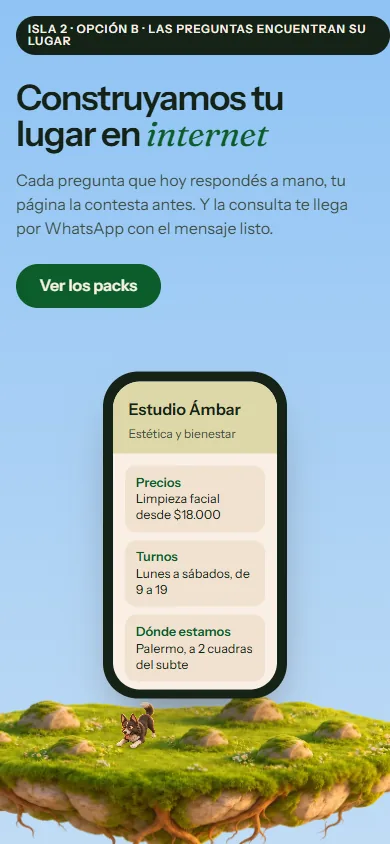 ISLA 2 · OPCIÓN B · LAS PREGUNTAS ENCUENTRAN SU
LUGAR
Construyamos tu
lugar en internet
Cada pregunta que hoy respondés a mano, tu
página la contesta antes. Y la consulta te llega
por WhatsApp con el mensaje listo.
Ver los packs
Estudio Ámbar
Estética y bienestar
Precios
Limpieza facial
desde $18.000
Turnos
Lunes a sábados, de
9 a 19
Dónde estamos
Palermo, a 2 cuadras
del subte